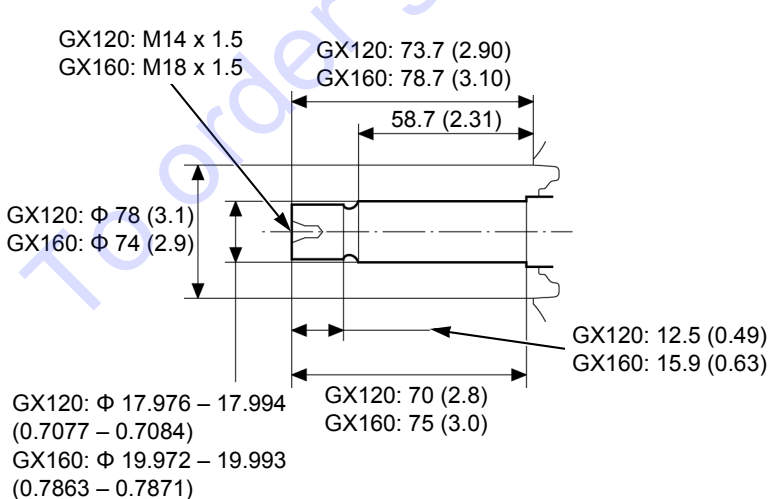 To order
GX120: M14 x 1.5
GX160: M18 x 1.5
GX120: 73.7 (2.90)
GX160: 78.7 (3.10)
58.7 (2.31)
GX120: Φ 78 (3.1)
GX160: Φ 74 (2.9)
GX120: 12.5 (0.49)
GX160: 15.9 (0.63)
GX120: 70 (2.8)
GX160: 75 (3.0)
GX120: Φ 17.976 – 17.994
(0.7077 – 0.7084)
GX160: Φ 19.972 – 19.993
(0.7863 – 0.7871)